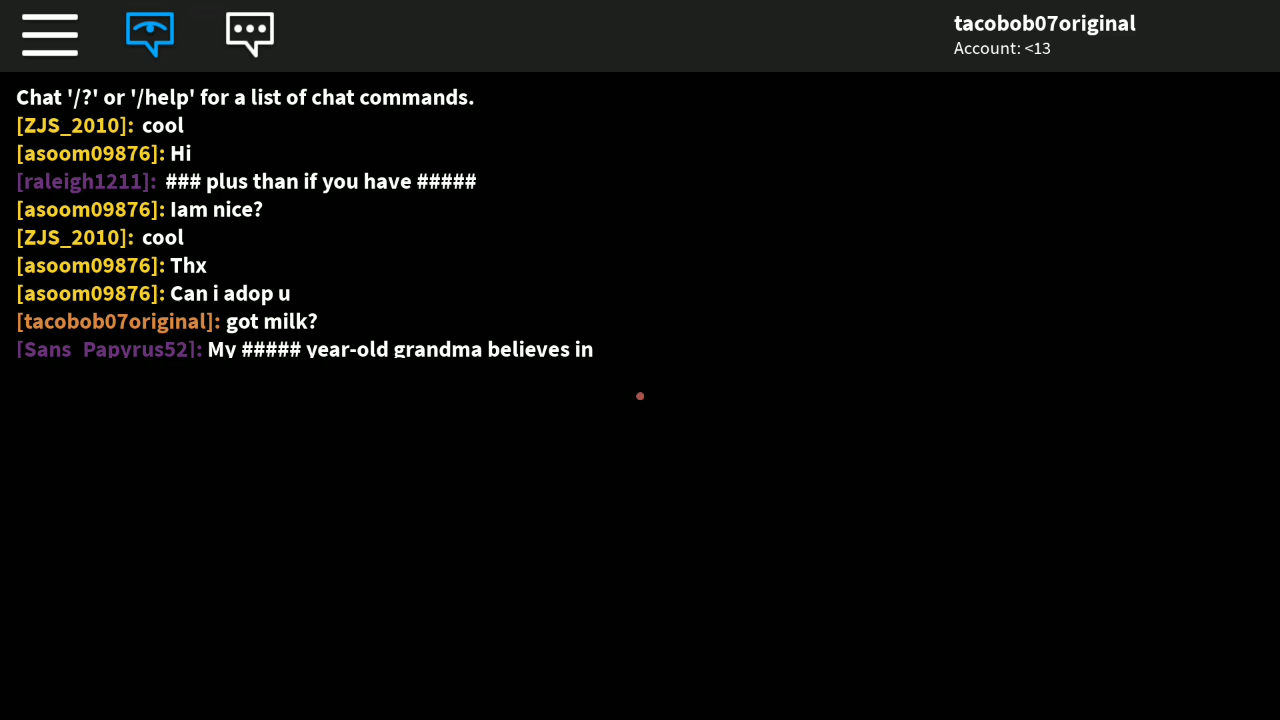 tacobob07original
Account: <13
Chat '/?' or '/help' for a list of chat commands.
[ZJS_2010]: cool
[asoom09876]: Hi
[raleigh1211]: ### plus than if you have #####
[asoom09876]: Iam nice?
[ZJS_2010]: cool
[asoom09876]: Thx
[asoom09876]: Can i adop u
[tacobob07original]: got milk?
[Sans_Papyrus52]: My ##### year-old grandma believes in